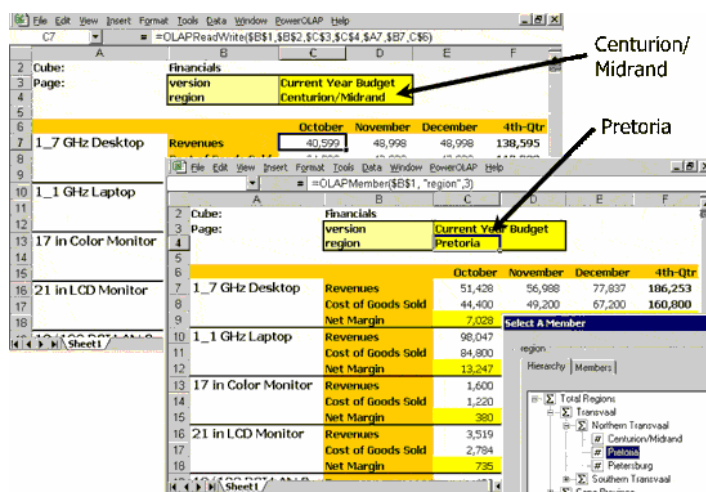 File Edit View Insert Format Tools Data Window PowerOLAP Help
C7 = =OLAPReadWrite($B$1,$B$2,$C$3,$C$4,$A7,$B7,C$6)
A B C D E F
2 Cube: Financials
3 Page: version Current Year Budget
4 region Centurion/Midrand
5
6 October November December 4th-Qtr
7 1_7 GHz Desktop Revenues 40,599 48,998 48,998 138,595
8
9
10 1_1 GHz Laptop
11
12
13 17 in Color Monitor
14
15
16 21 in LCD Monitor
17
18
Sheet1
Centurion/
Midrand
Pretoria
File Edit View Insert Format Tools Data Window PowerOLAP Help
= =OLAPMember($B$1, "region",3)
A B C D E F
2 Cube: Financials
3 Page: version Current Year Budget
4 region Pretoria
5
6 October November December 4th-Qtr
7 1_7 GHz Desktop Revenues 51,428 56,988 77,837 186,253
8 Cost of Goods Sold 44,400 49,200 67,200 160,800
9 Net Margin 7,028
10 1_1 GHz Laptop Revenues 98,047
11 Cost of Goods Sold 84,800
12 Net Margin 13,247
13 17 in Color Monitor Revenues 1,600
14 Cost of Goods Sold 1,220
15 Net Margin 380
16 21 in LCD Monitor Revenues 3,519
17 Cost of Goods Sold 2,784
18 Net Margin 735
Sheet1
Select A Member
region
Hierarchy Members
Σ Total Regions
Σ Transvaal
Σ Northern Transvaal
# Centurion/Midrand
# Pretoria
# Pietersburg
Σ Southern Transvaal